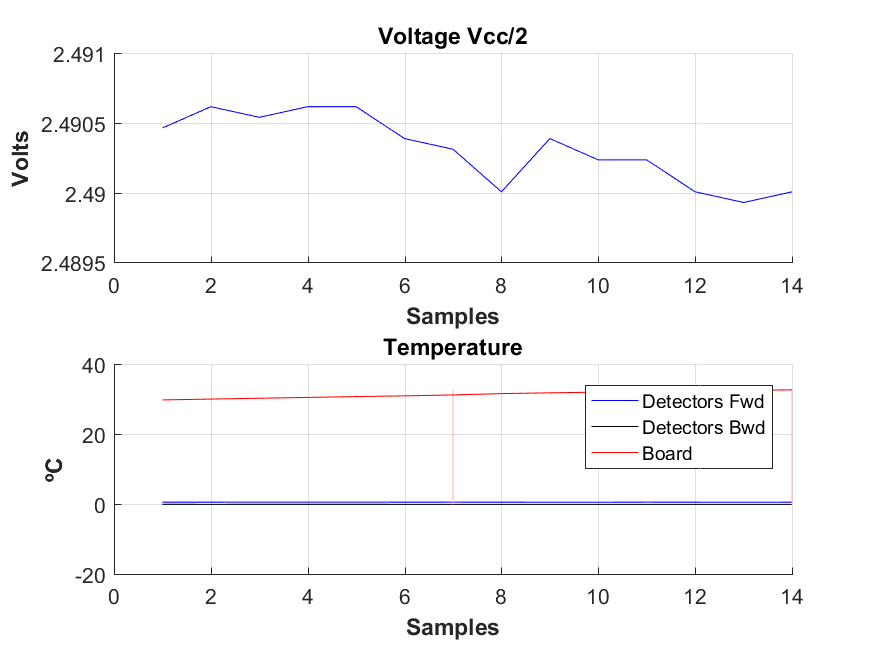 Voltage Vcc/2
2.491
2.4905
2.49
2.4895
Volts
0 2 4 6 8 10 12 14
Samples
Temperature
40
20
0
-20
ºC
Detectors Fwd
Detectors Bwd
Board
0 2 4 6 8 10 12 14
Samples